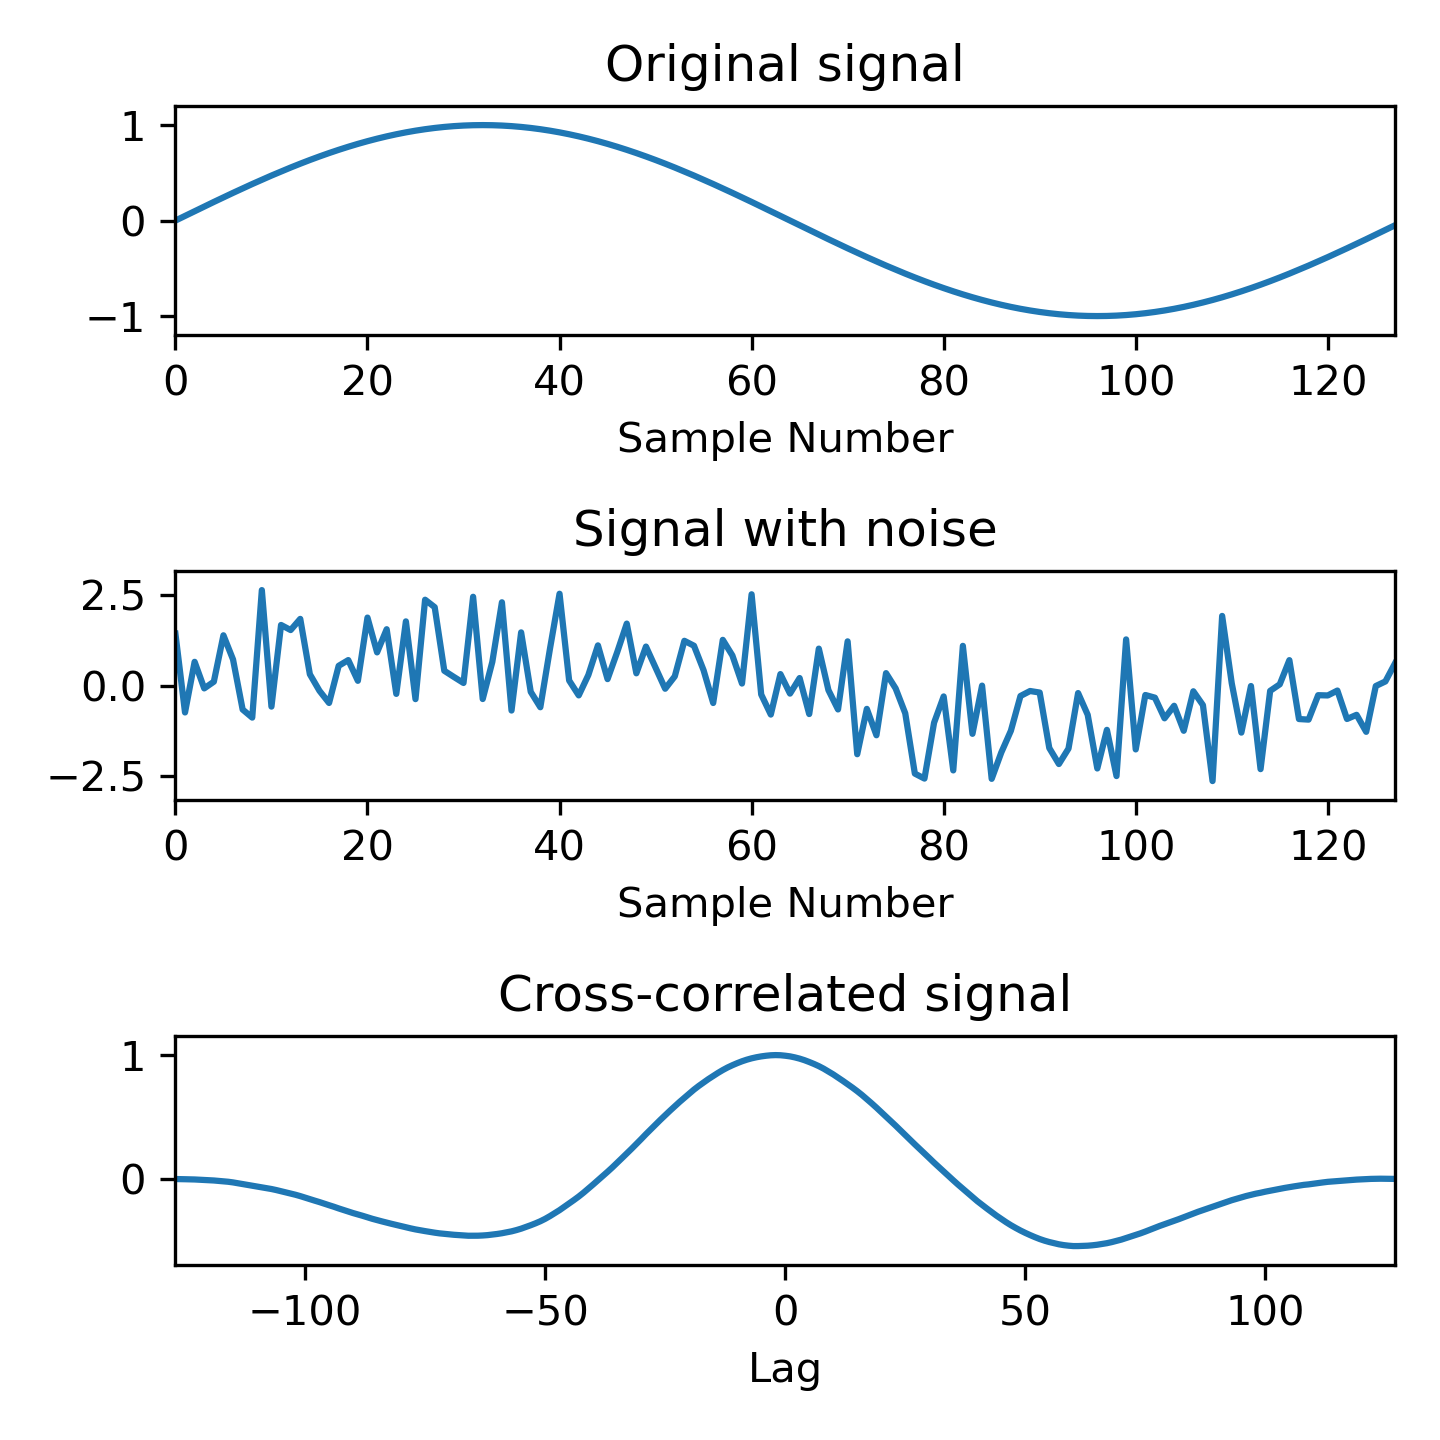 Original signal
1
0
−1
0 20 40 60 80 100 120
Sample Number
Signal with noise
2.5
0.0
−2.5
0 20 40 60 80 100 120
Sample Number
Cross-correlated signal
1
0
−100 −50 0 50 100
Lag